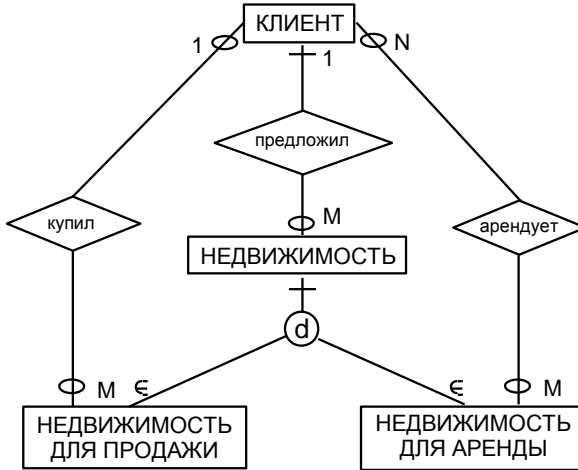 КЛИЕНТ
1
1
N
предложил
купил
арендует
M
НЕДВИЖИМОСТЬ
d
M
M
НЕДВИЖИМОСТЬ
ДЛЯ ПРОДАЖИ
НЕДВИЖИМОСТЬ
ДЛЯ АРЕНДЫ